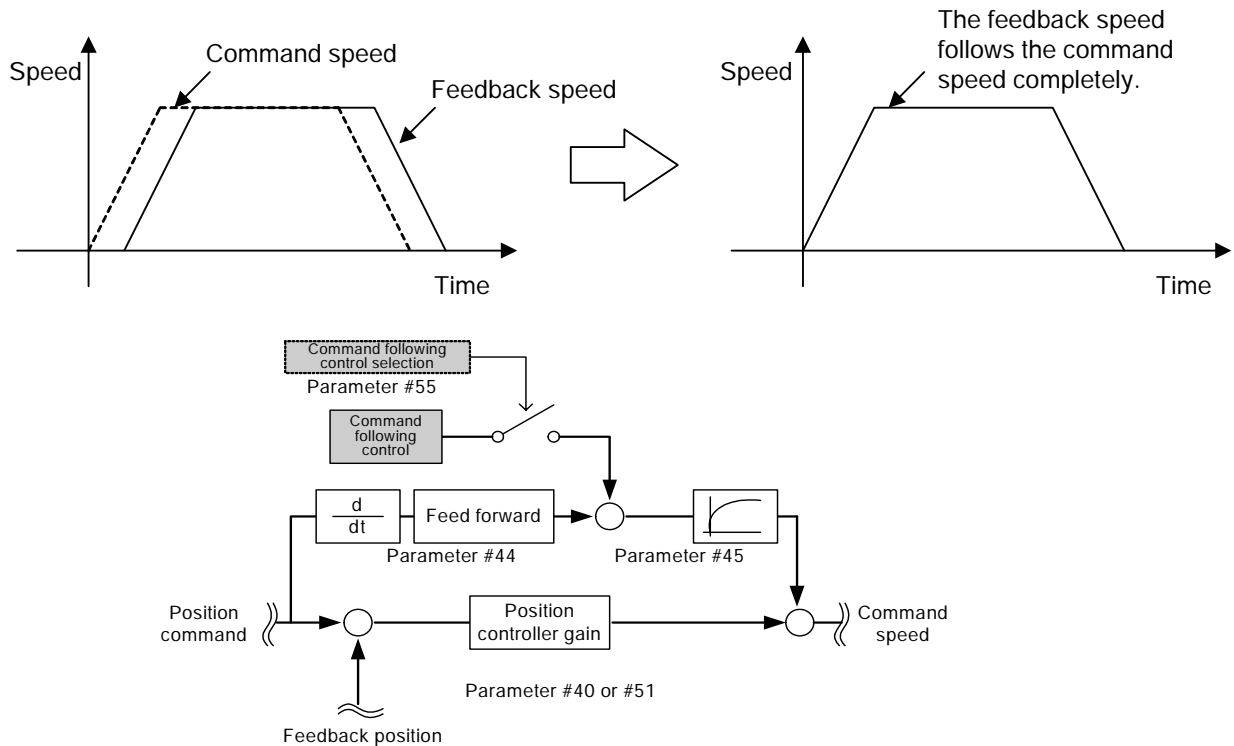 Speed
Command speed
Feedback speed
Time
Speed
The feedback speed
follows the command
speed completely.
Time
Command following
control selection
Parameter #55
Command
following
control
d
dt
Feed forward
Parameter #44
Parameter #45
Position
command
Position
controller gain
Command
speed
Parameter #40 or #51
Feedback position